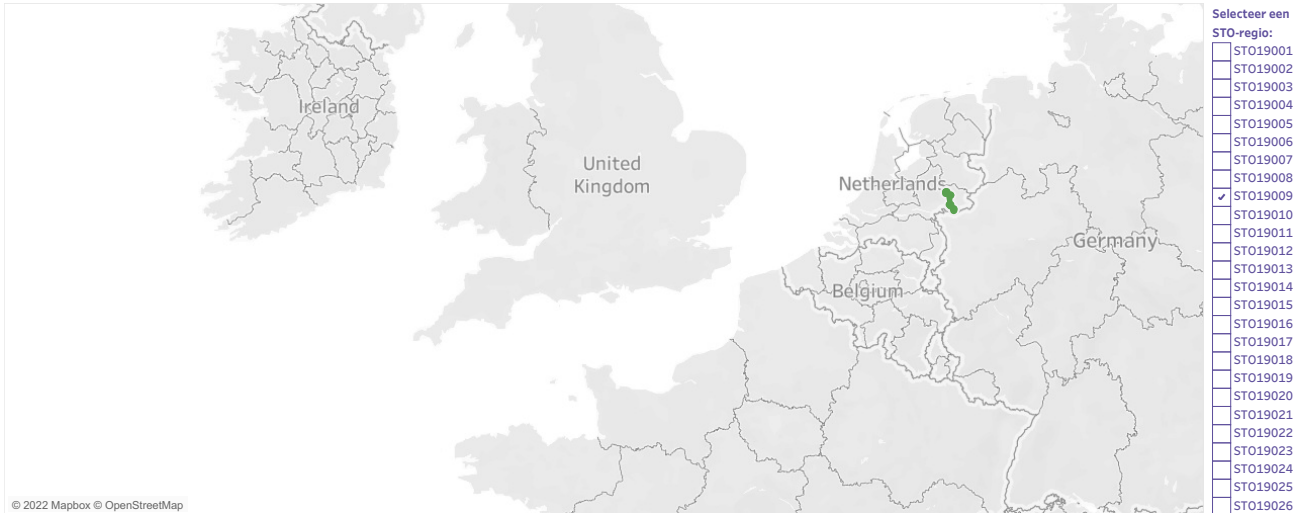 Ireland
United
Kingdom
Netherlands
Germany
Belgium
© 2022 Mapbox © OpenStreetMap
Selecteer een
STO-regio:
STO19001
STO19002
STO19003
STO19004
STO19005
STO19006
STO19007
STO19008
STO19009
STO19010
STO19011
STO19012
STO19013
STO19014
STO19015
STO19016
STO19017
STO19018
STO19019
STO19020
STO19021
STO19022
STO19023
STO19024
STO19025
STO19026